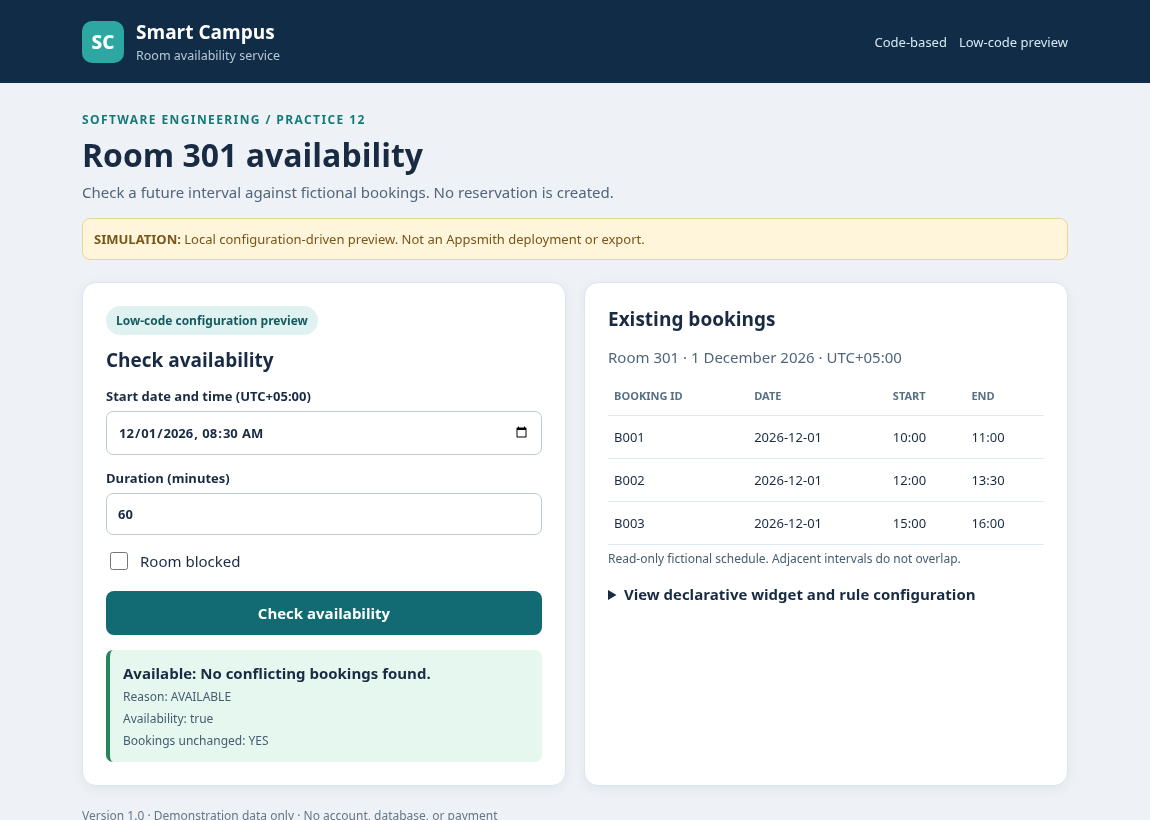 SC
Smart Campus
Room availability service
Code-based Low-code preview
SOFTWARE ENGINEERING / PRACTICE 12
Room 301 availability
Check a future interval against fictional bookings. No reservation is created.
SIMULATION: Local configuration-driven preview. Not an Appsmith deployment or export.
Low-code configuration preview
Check availability
Start date and time (UTC+05:00)
12/01/2026, 08:30 AM
Duration (minutes)
60
Room blocked
Check availability
Available: No conflicting bookings found.
Reason: AVAILABLE
Availability: true
Bookings unchanged: YES
Existing bookings
Room 301 · 1 December 2026 · UTC+05:00
BOOKING ID DATE START END
B001 2026-12-01 10:00 11:00
B002 2026-12-01 12:00 13:30
B003 2026-12-01 15:00 16:00
Read-only fictional schedule. Adjacent intervals do not overlap.
View declarative widget and rule configuration
Version 1.0 · Demonstration data only · No account, database, or payment